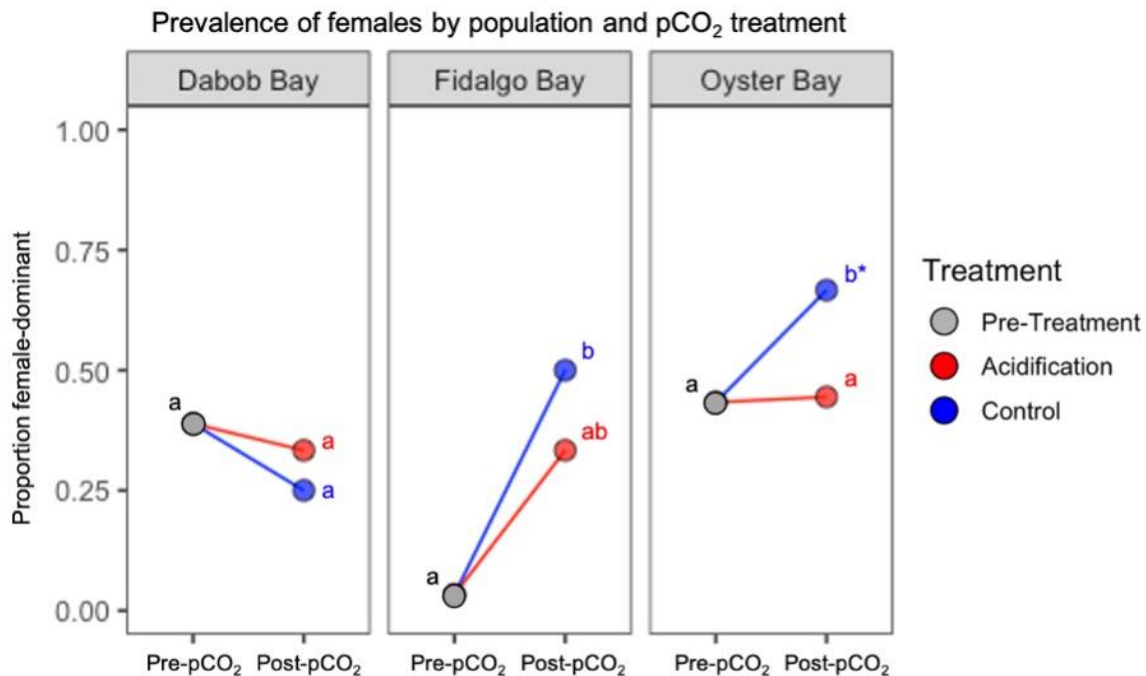 Prevalence of females by population and pCO₂ treatment
Dabob Bay Fidalgo Bay Oyster Bay
Proportion female-dominant
1.00
0.75
0.50
0.25
0.00
a
a
a
a
b
ab
a
b*
a
Pre-pCO₂ Post-pCO₂ Pre-pCO₂ Post-pCO₂ Pre-pCO₂ Post-pCO₂
Treatment
Pre-Treatment
Acidification
Control